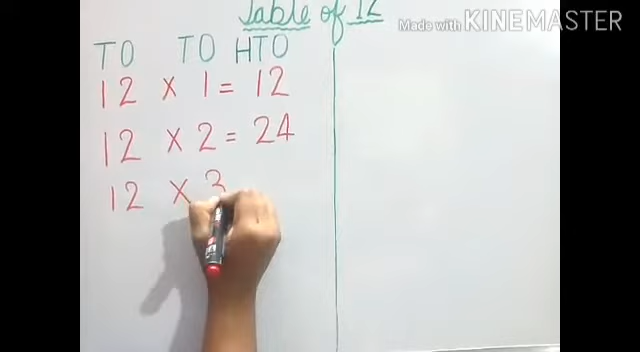 Table of 12
Made with KINEMASTER
TO TO HTO
12 x 1 = 12
12 x 2 = 24
12 x 3